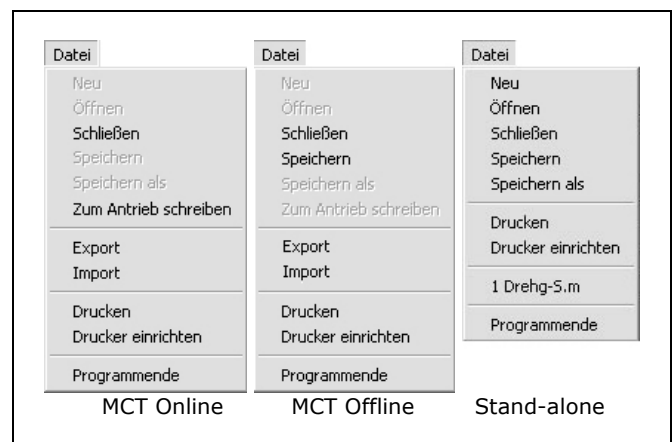 Datei
Neu
Öffnen
Schließen
Speichern
Speichern als
Zum Antrieb schreiben
Export
Import
Drucken
Drucker einrichten
Programmende
MCT Online
Datei
Neu
Öffnen
Schließen
Speichern
Speichern als
Zum Antrieb schreiben
Export
Import
Drucken
Drucker einrichten
Programmende
MCT Offline
Datei
Neu
Öffnen
Schließen
Speichern
Speichern als
Drucken
Drucker einrichten
1 Drehg-S.m
Programmende
Stand-alone